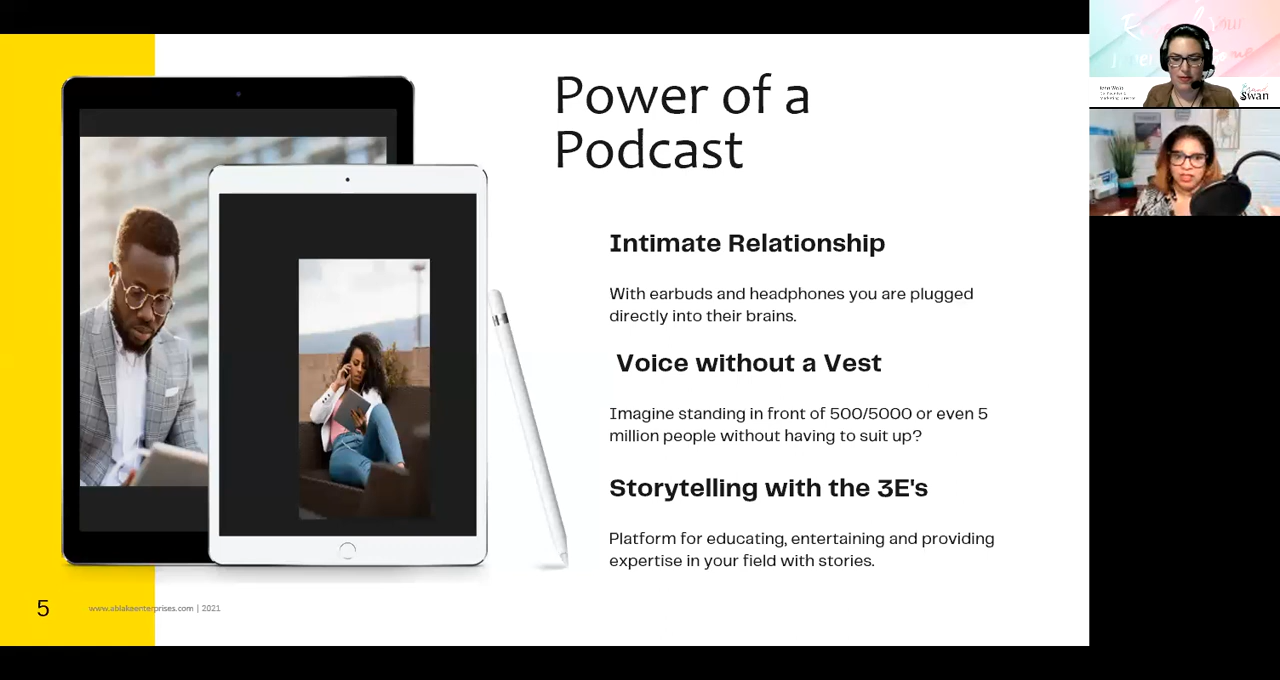 Power of a
Podcast
Intimate Relationship
With earbuds and headphones you are plugged
directly into their brains.
Voice without a Vest
Imagine standing in front of 500/5000 or even 5
million people without having to suit up?
Storytelling with the 3E's
Platform for educating, entertaining and providing
expertise in your field with stories.
5
www.ablakeenterprises.com | 2021
Swan